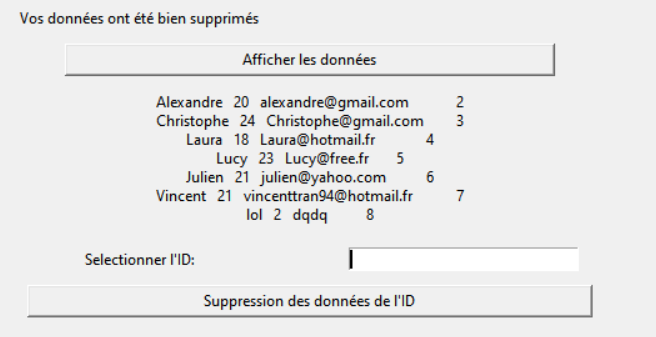 Vos données ont été bien supprimés
Afficher les données
Alexandre 20 alexandre@gmail.com 2
Christophe 24 Christophe@gmail.com 3
Laura 18 Laura@hotmail.fr 4
Lucy 23 Lucy@free.fr 5
Julien 21 julien@yahoo.com 6
Vincent 21 vincenttran94@hotmail.fr 7
lol 2 dqdq 8
Selectionner l'ID:
Suppression des données de l'ID